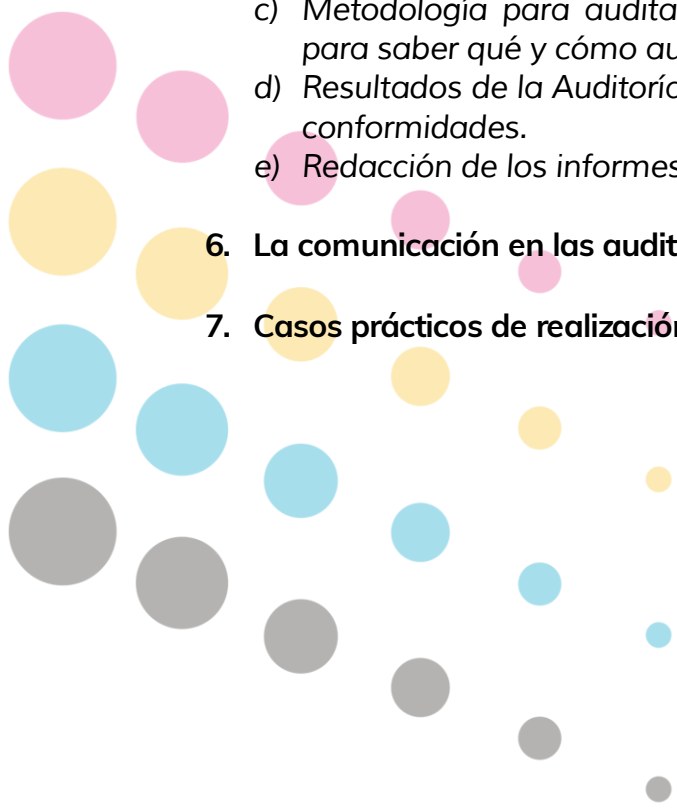 c) Metodología para audita
para saber qué y cómo au
d) Resultados de la Auditorí
conformidades.
e) Redacción de los informes
6. La comunicación en las audit
7. Casos prácticos de realización